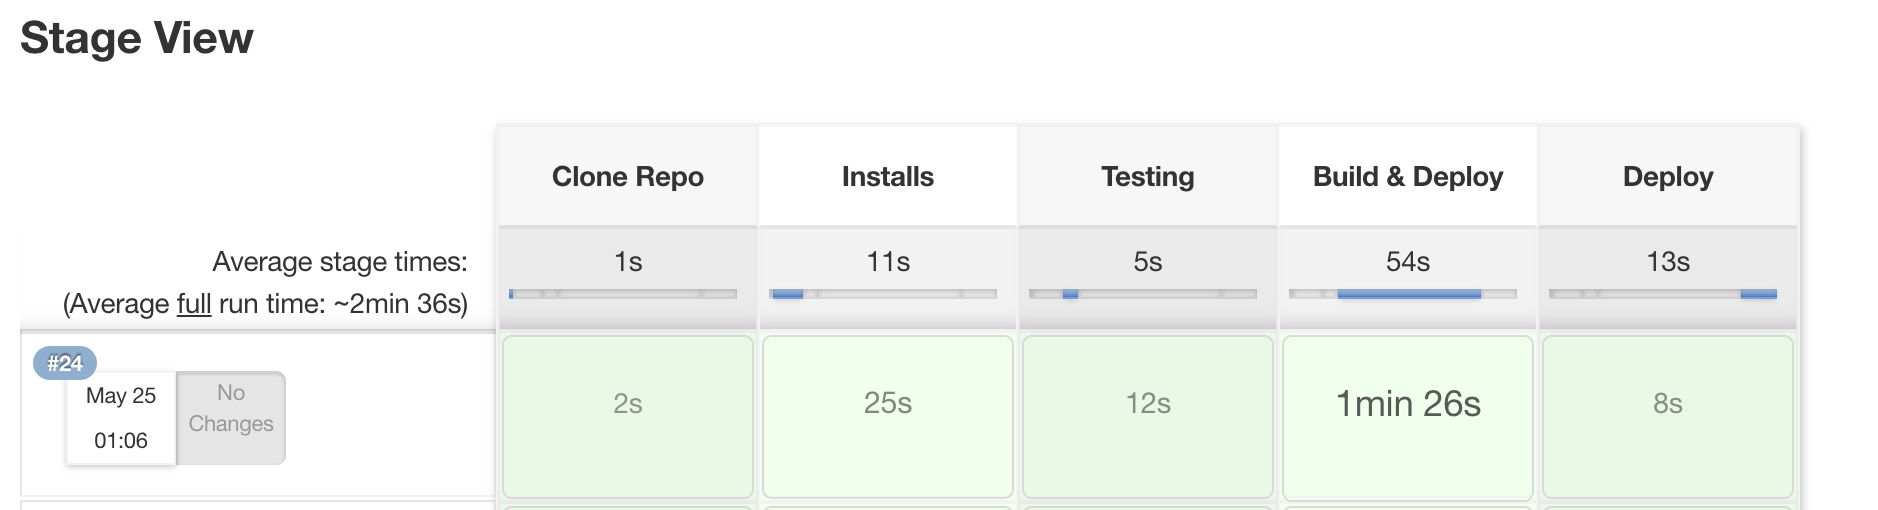 Stage View
Clone Repo
Installs
Testing
Build & Deploy
Deploy
Average stage times:
(Average full run time: ~2min 36s)
1s
11s
5s
54s
13s
#24
May 25
01:06
No
Changes
2s
25s
12s
1min 26s
8s